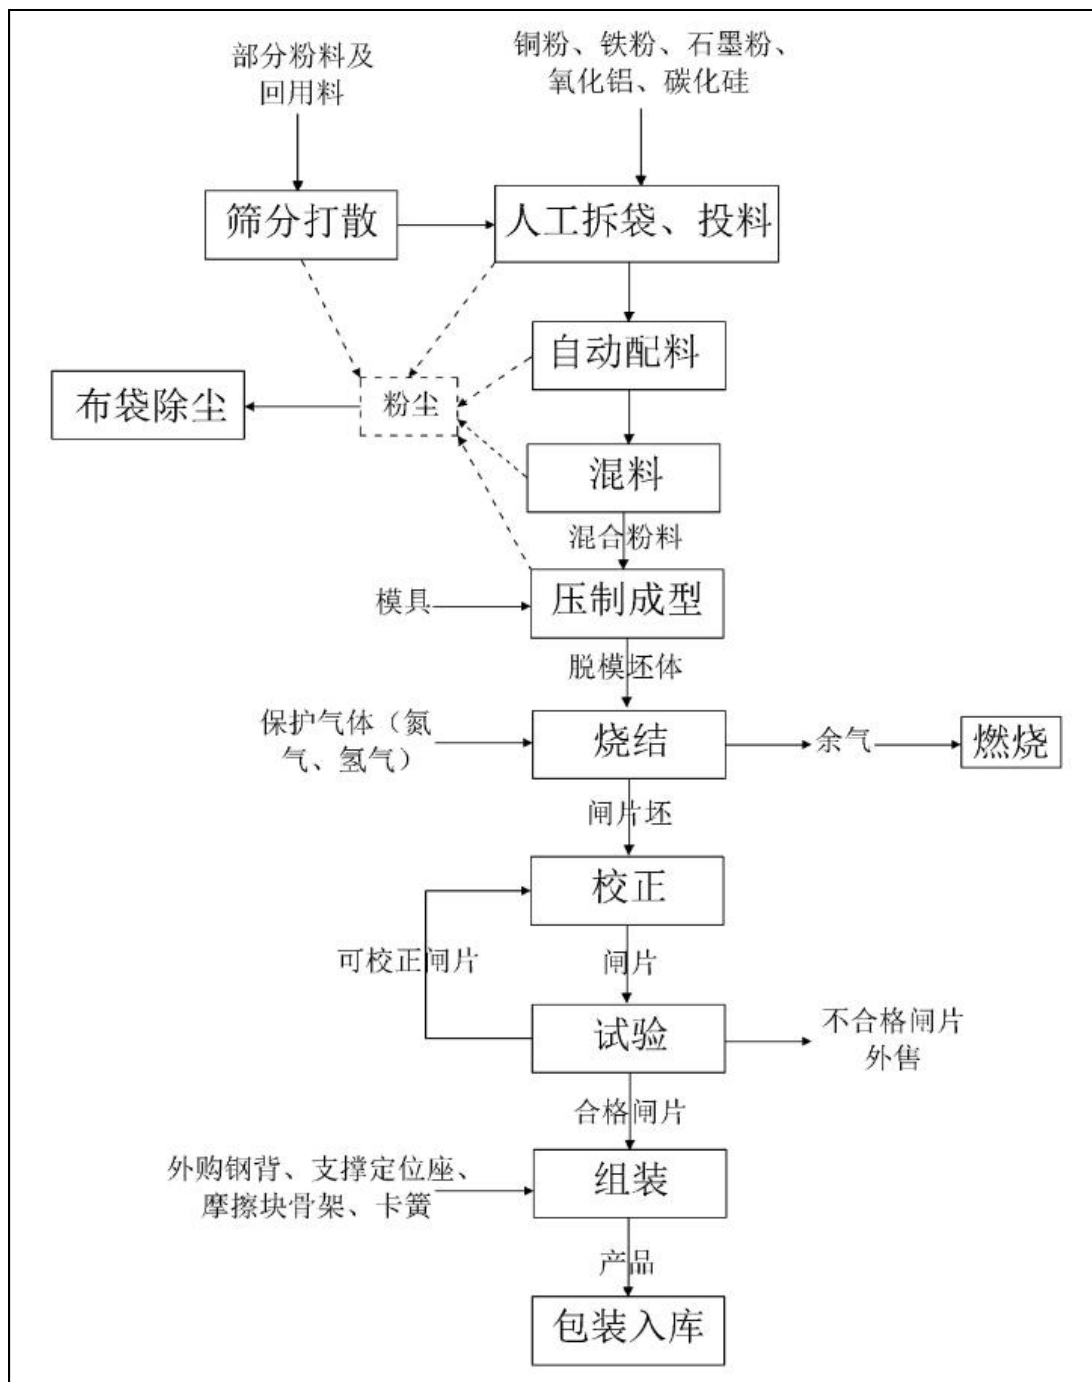 部分粉料及
回用料
铜粉、铁粉、石墨粉、
氧化铝、碳化硅
筛分打散
人工拆袋、投料
自动配料
布袋除尘
粉尘
混料
混合粉料
模具
压制成型
脱模坯体
保护气体（氮
气、氢气）
烧结
余气
燃烧
闸片坯
校正
可校正闸片
闸片
试验
不合格闸片
外售
合格闸片
外购钢背、支撑定位座、
摩擦块骨架、卡簧
组装
产品
包装入库